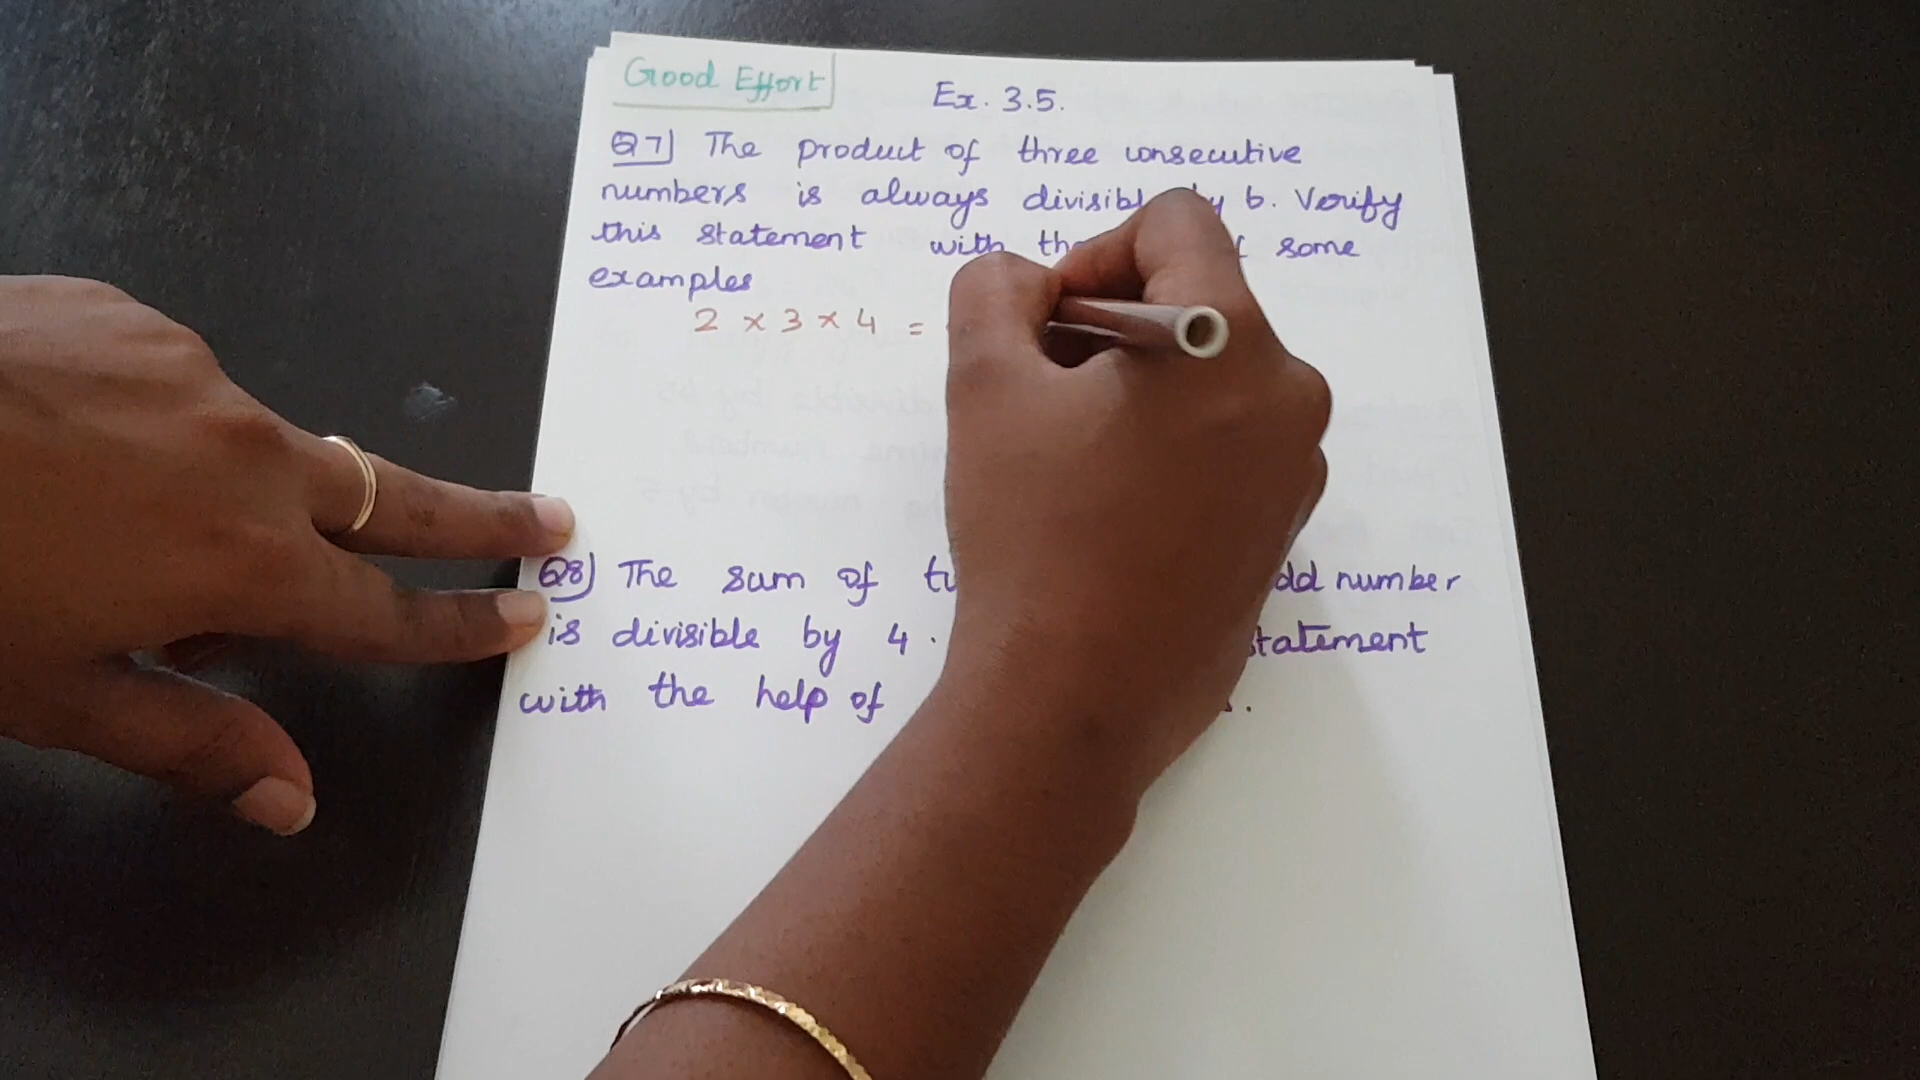 Good Effort
Ex. 3.5.
Q7) The product of three consecutive
numbers is always divisibl y 6. Verify
this statement with th f some
examples
2 x 3 x 4 =
Q8) The sum of dd number
is divisible by 4. statement
with the help of